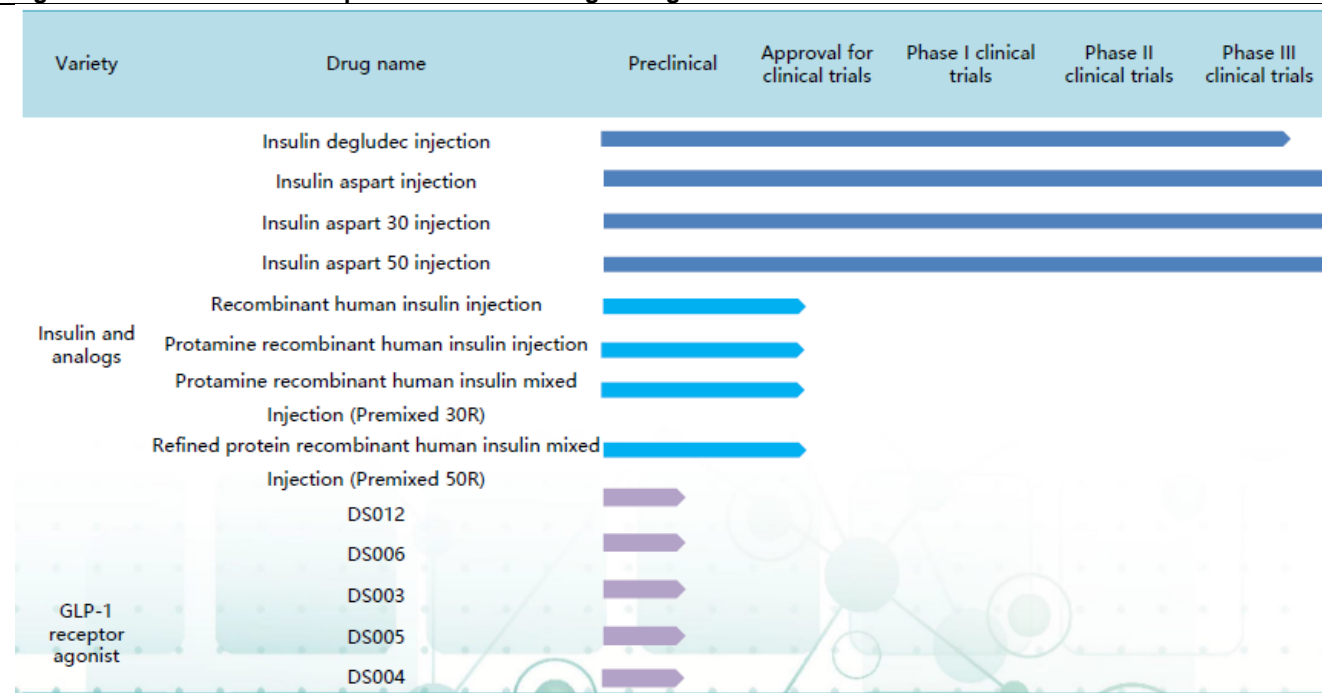 Variety
Drug name
Preclinical
Approval for
clinical trials
Phase I clinical
trials
Phase II
clinical trials
Phase III
clinical trials
Insulin degludec injection
Insulin aspart injection
Insulin aspart 30 injection
Insulin aspart 50 injection
Recombinant human insulin injection
Insulin and
analogs
Protamine recombinant human insulin injection
Protamine recombinant human insulin mixed
Injection (Premixed 30R)
Refined protein recombinant human insulin mixed
Injection (Premixed 50R)
DS012
DS006
DS003
GLP-1
receptor
agonist
DS005
DS004